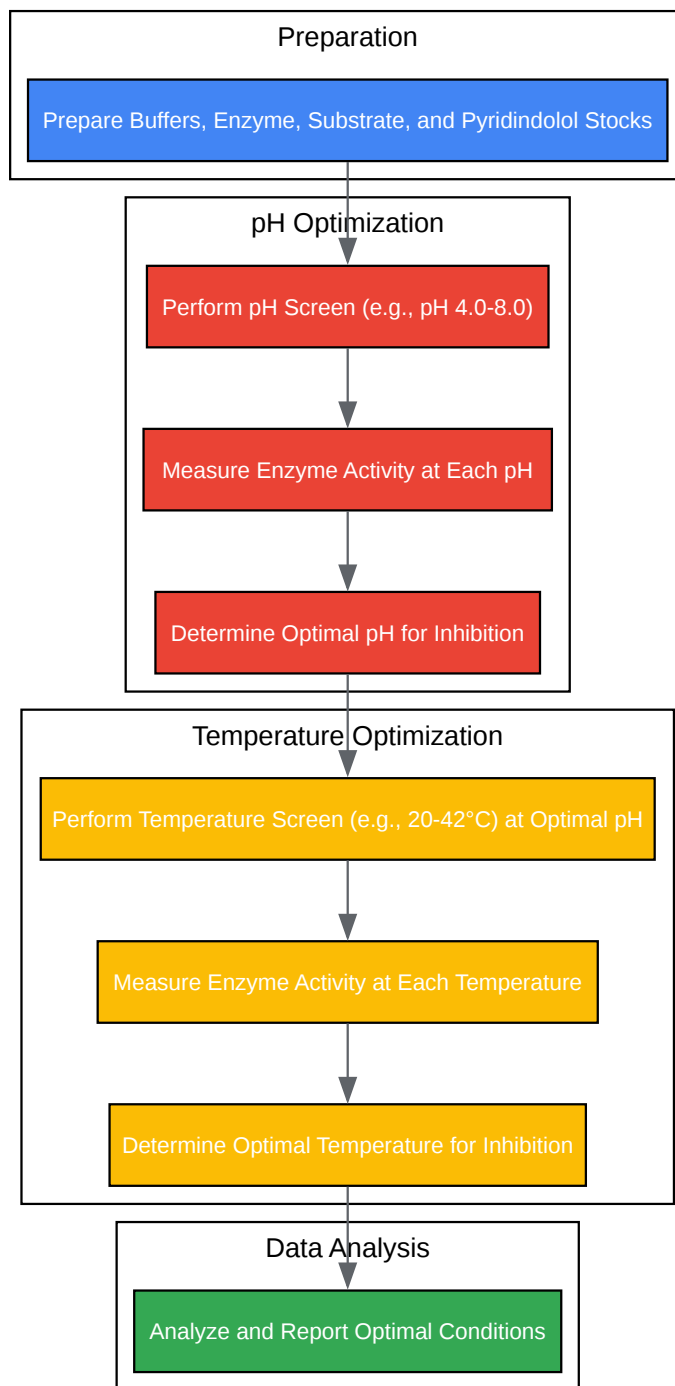 Preparation
Prepare Buffers, Enzyme, Substrate, and Pyridindolol Stocks
pH Optimization
Perform pH Screen (e.g., pH 4.0-8.0)
Measure Enzyme Activity at Each pH
Determine Optimal pH for Inhibition
Temperature Optimization
Perform Temperature Screen (e.g., 20-42°C) at Optimal pH
Measure Enzyme Activity at Each Temperature
Determine Optimal Temperature for Inhibition
Data Analysis
Analyze and Report Optimal Conditions